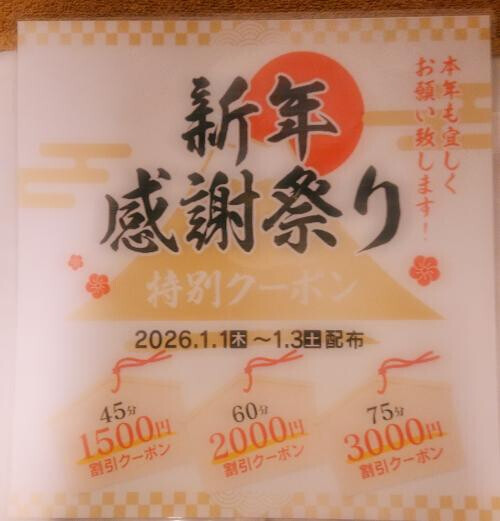 本年も宜しく
お願い致します!
新年
感謝祭り
特別クーポン
2026.1.1木～1.3土配布
45分
1500円
割引クーポン
60分
2000円
割引クーポン
75分
3000円
割引クーポン